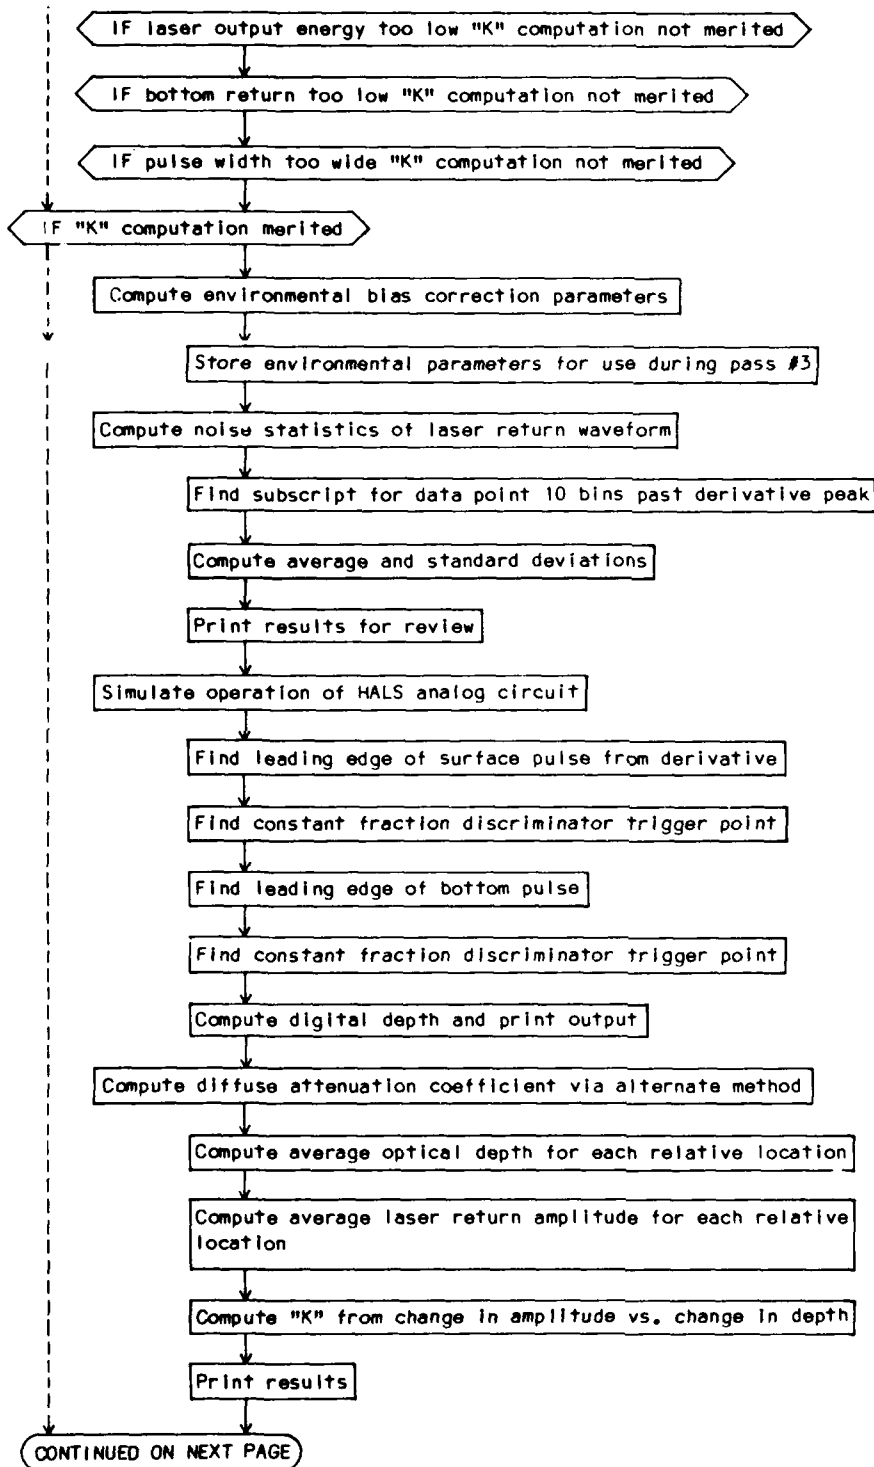 IF laser output energy too low "K" computation not merited
IF bottom return too low "K" computation not merited
IF pulse width too wide "K" computation not merited
IF "K" computation merited
Compute environmental bias correction parameters
Store environmental parameters for use during pass #3
Compute noise statistics of laser return waveform
Find subscript for data point 10 bins past derivative peak
Compute average and standard deviations
Print results for review
Simulate operation of HALS analog circuit
Find leading edge of surface pulse from derivative
Find constant fraction discriminator trigger point
Find leading edge of bottom pulse
Find constant fraction discriminator trigger point
Compute digital depth and print output
Compute diffuse attenuation coefficient via alternate method
Compute average optical depth for each relative location
Compute average laser return amplitude for each relative
location
Compute "K" from change in amplitude vs. change in depth
Print results
CONTINUED ON NEXT PAGE